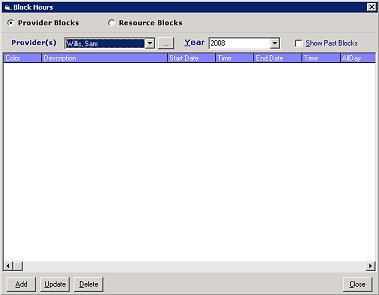 Block Hours
Provider Blocks Resource Blocks
Provider(s) Willis, Sam ... Year 2008 Show Past Blocks
Color Description Start Date Time End Date Time AllDay
Add Update Delete Close